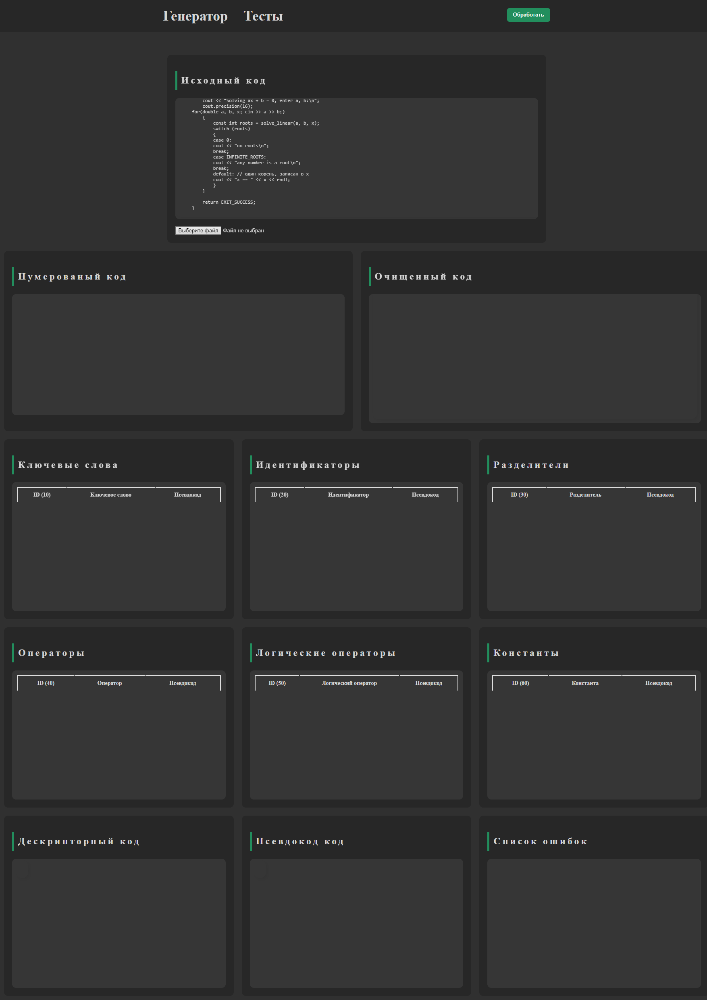 Генератор Тесты Обработать
Исходный код
cout << "Solving ax + b = 0, enter a, b:\n";
cout.precision(16);
for(double a, b, x; cin >> a >> b;)
{
const int roots = solve_linear(a, b, x);
switch (roots)
{
case 0:
cout << "no roots\n";
break;
case INFINITE_ROOTS:
cout << "any number is a root\n";
break;
default: // один корень, записан в x
cout << "x == " << x << endl;
}
}
return EXIT_SUCCESS;
}
Выберите файл Файл не выбран
Нумерованый код
Очищенный код
Ключевые слова
ID (10) Ключевое слово Псевдокод
Идентификаторы
ID (20) Идентификатор Псевдокод
Разделители
ID (30) Разделитель Псевдокод
Операторы
ID (40) Оператор Псевдокод
Логические операторы
ID (50) Логический оператор Псевдокод
Константы
ID (60) Константа Псевдокод
Дескрипторный код
Псевдокод код
Список ошибок